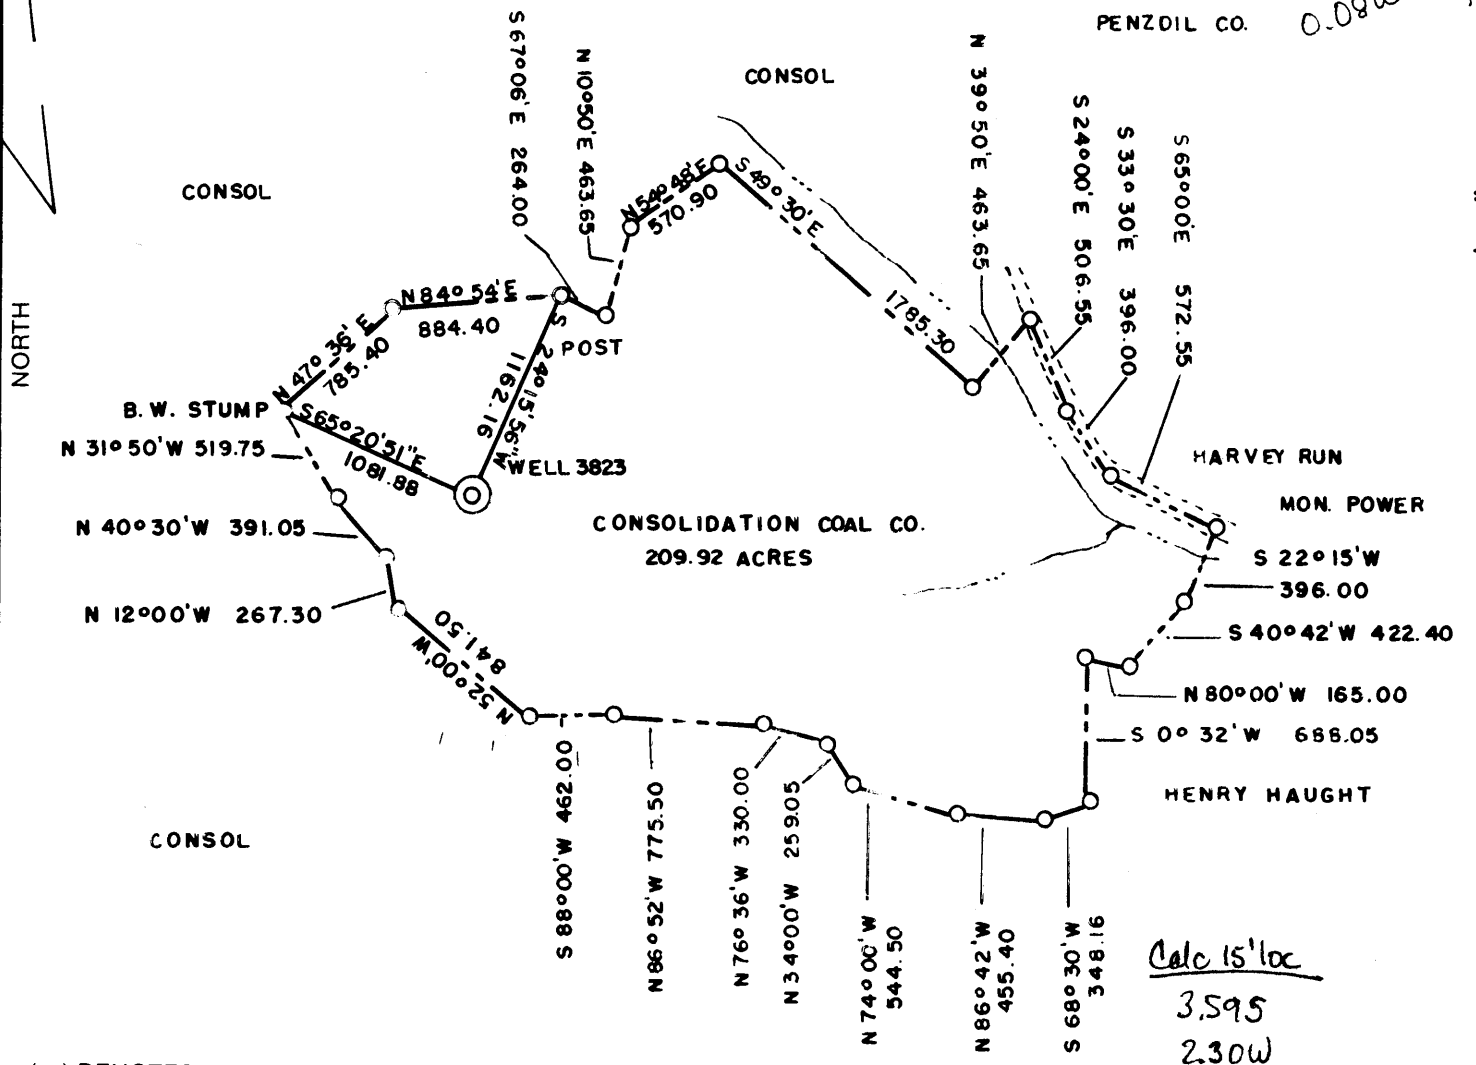 PENZOIL CO.
CONSOL
CONSOL
S 67°06'E 264.00
N 10°50'E 463.65
N 54°48'E
570.90
S 49°30'E
1785.30
N 39°50'E 463.65
S 24°00'E 506.55
S 33°30'E 396.00
S 65°00'E 572.55
NORTH
N 84°54'E
884.40
N 47°36'E
785.40
POST
S 24°15'56"W
1162.16
B.W. STUMP
S65°20'51"E
1081.88
WELL 3823
N 31°50'W 519.75
N 40°30'W 391.05
N 12°00'W 267.30
CONSOLIDATION COAL CO.
209.92 ACRES
HARVEY RUN
MON. POWER
S 22°15'W
396.00
S 40°42'W 422.40
N 80°00'W 165.00
S 0°32'W 688.05
HENRY HAUGHT
841.50
N 52°00'W
CONSOL
S 88°00'W 462.00
N86°52'W 775.50
N76°36'W 330.00
N34°00'W 259.05
N 74°00'W
544.50
N86°42'W
455.40
S 68°30'W
348.16
Calc 15' loc
3.59S
2.30W